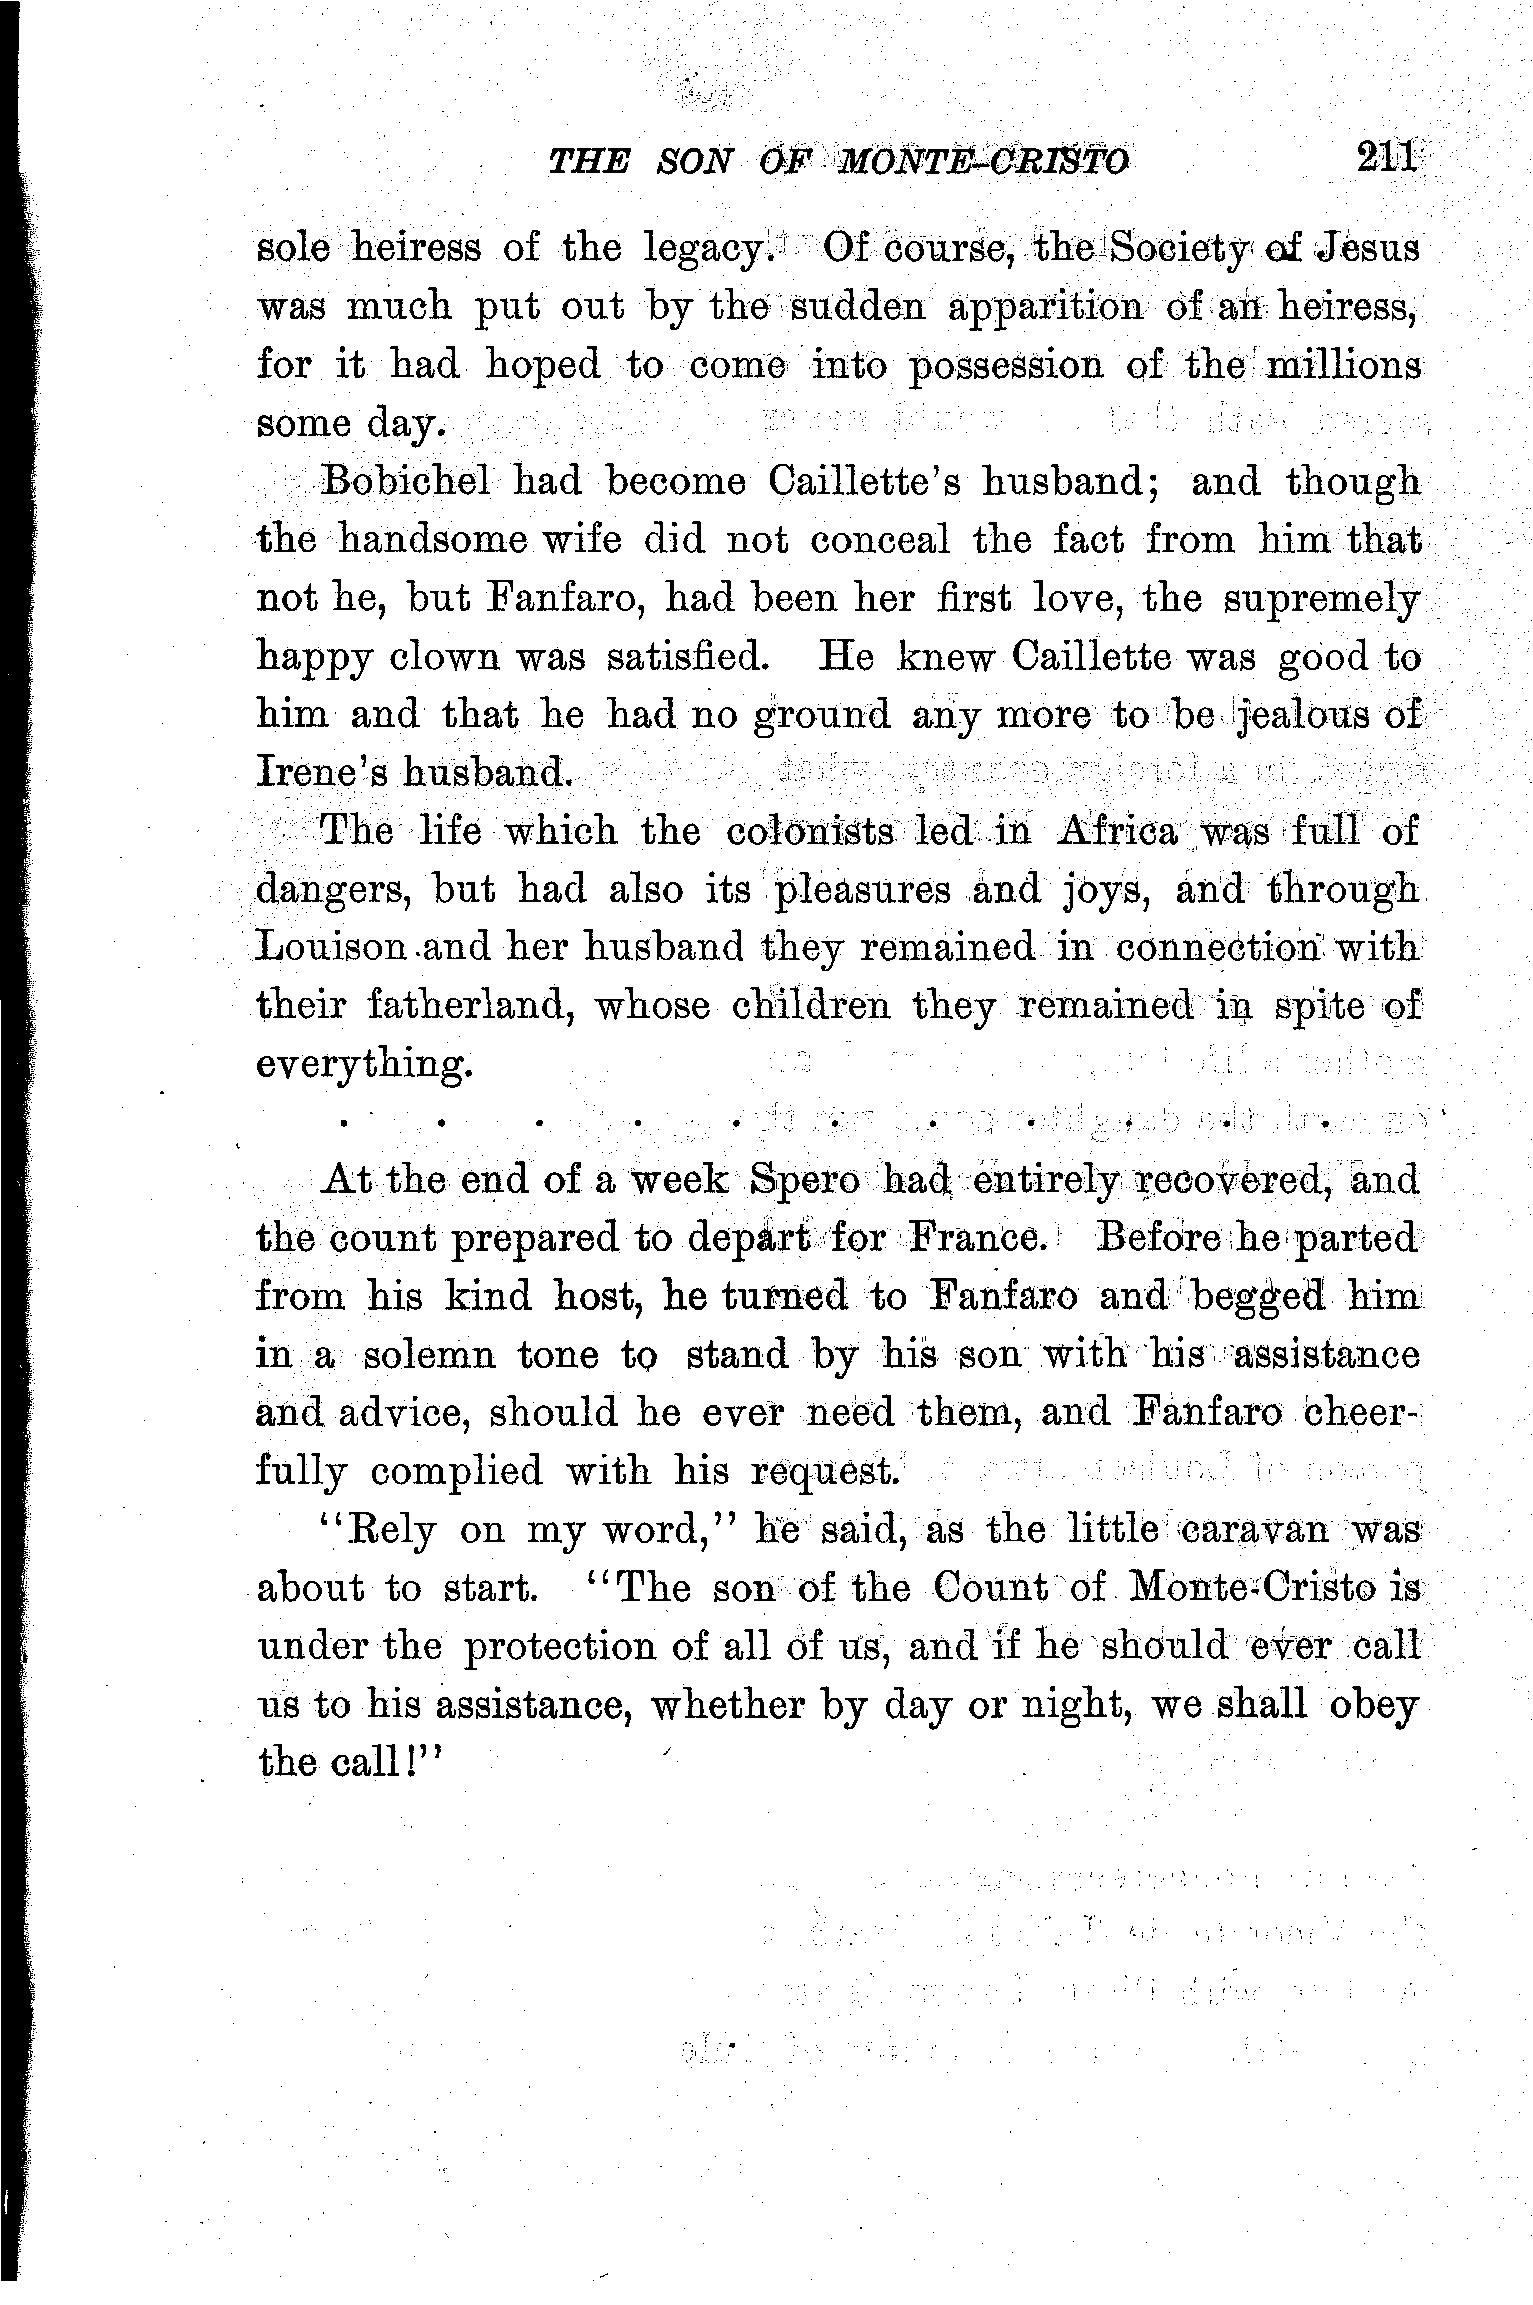 THE SON OF MONTE-CRISTO 211
sole heiress of the legacy. Of course, the Society of Jesus
was much put out by the sudden apparition of an heiress,
for it had hoped to come into possession of the millions
some day.
Bobichel had become Caillette's husband; and though
the handsome wife did not conceal the fact from him that
not he, but Fanfaro, had been her first love, the supremely
happy clown was satisfied. He knew Caillette was good to
him and that he had no ground any more to be jealous of
Irene's husband.
The life which the colonists led in Africa was full of
dangers, but had also its pleasures and joys, and through
Louison and her husband they remained in connection with
their fatherland, whose children they remained in spite of
everything.
. . . . . . . . . . .
At the end of a week Spero had entirely recovered, and
the count prepared to depart for France. Before he parted
from his kind host, he turned to Fanfaro and begged him
in a solemn tone to stand by his son with his assistance
and advice, should he ever need them, and Fanfaro cheer-
fully complied with his request.
"Rely on my word," he said, as the little caravan was
about to start. "The son of the Count of Monte-Cristo is
under the protection of all of us, and if he should ever call
us to his assistance, whether by day or night, we shall obey
the call!"